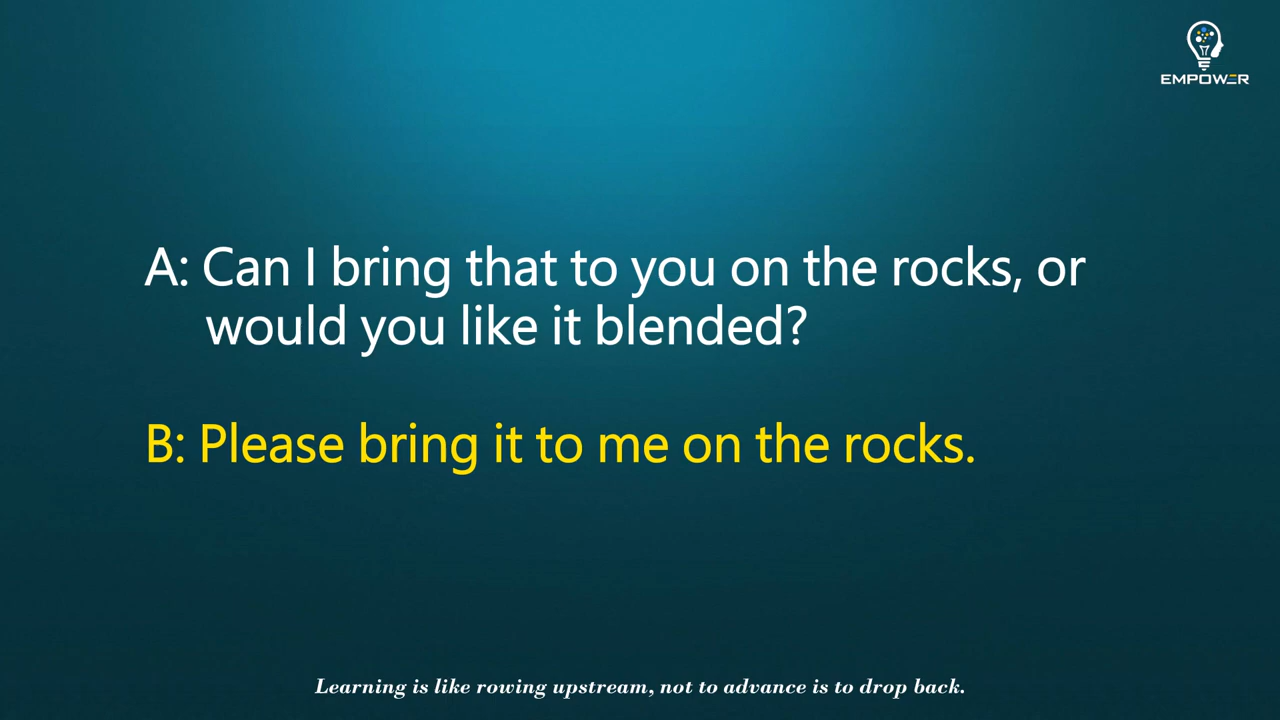 EMPOWER
A: Can I bring that to you on the rocks, or
would you like it blended?
B: Please bring it to me on the rocks.
Learning is like rowing upstream, not to advance is to drop back.